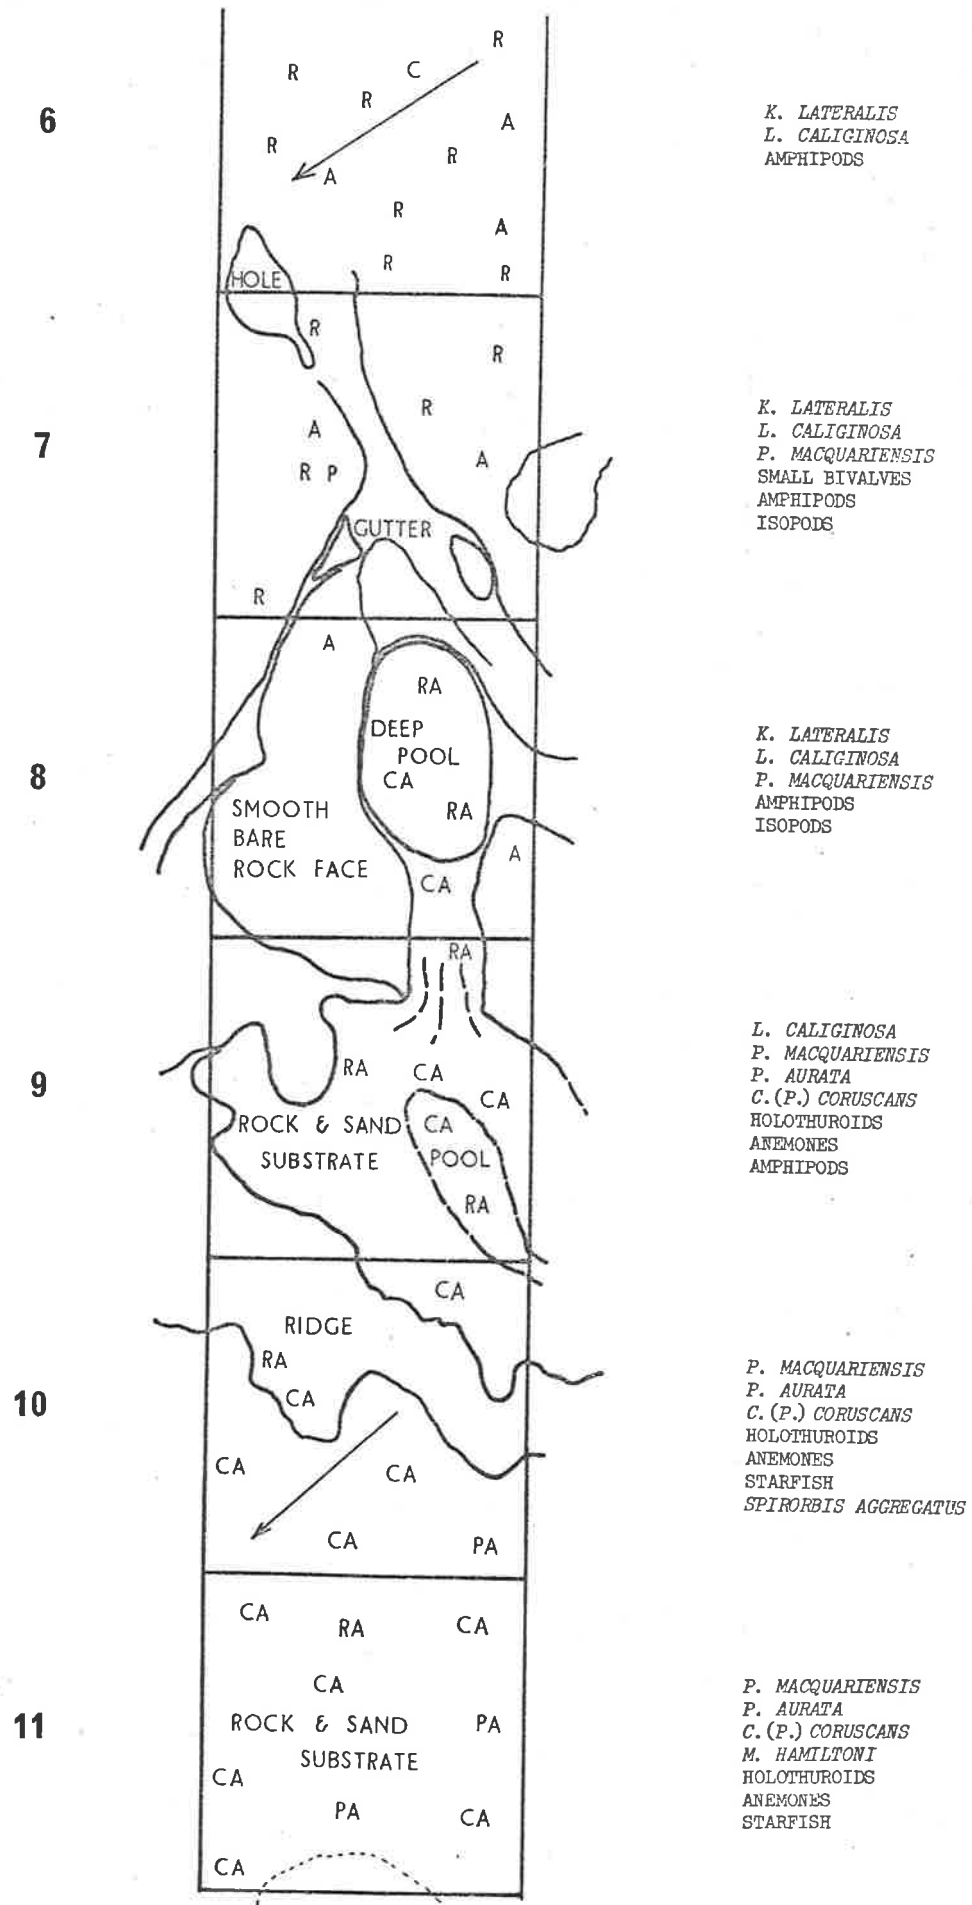 R
R
C
R
6
A
K. LATERALIS
L. CALIGINOSA
AMPHIPODS
R
R
A
R
A
R
R
HOLE
R
R
R
7
A
A
R P
K. LATERALIS
L. CALIGINOSA
P. MACQUARIENSIS
SMALL BIVALVES
AMPHIPODS
ISOPODS
GUTTER
R
A
RA
8
DEEP
POOL
CA
RA
K. LATERALIS
L. CALIGINOSA
P. MACQUARIENSIS
AMPHIPODS
ISOPODS
SMOOTH
BARE
ROCK FACE
A
CA
RA
9
RA
CA
CA
ROCK & SAND
SUBSTRATE
CA
POOL
RA
L. CALIGINOSA
P. MACQUARIENSIS
P. AURATA
C.(P.) CORUSCANS
HOLOTHUROIDS
ANEMONES
AMPHIPODS
CA
RIDGE
RA
CA
10
P. MACQUARIENSIS
P. AURATA
C.(P.) CORUSCANS
HOLOTHUROIDS
ANEMONES
STARFISH
SPIRORBIS AGGREGATUS
CA
CA
CA
PA
CA
RA
CA
CA
11
ROCK & SAND
SUBSTRATE
PA
P. MACQUARIENSIS
P. AURATA
C.(P.) CORUSCANS
M. HAMILTONI
HOLOTHUROIDS
ANEMONES
STARFISH
CA
PA
CA
CA